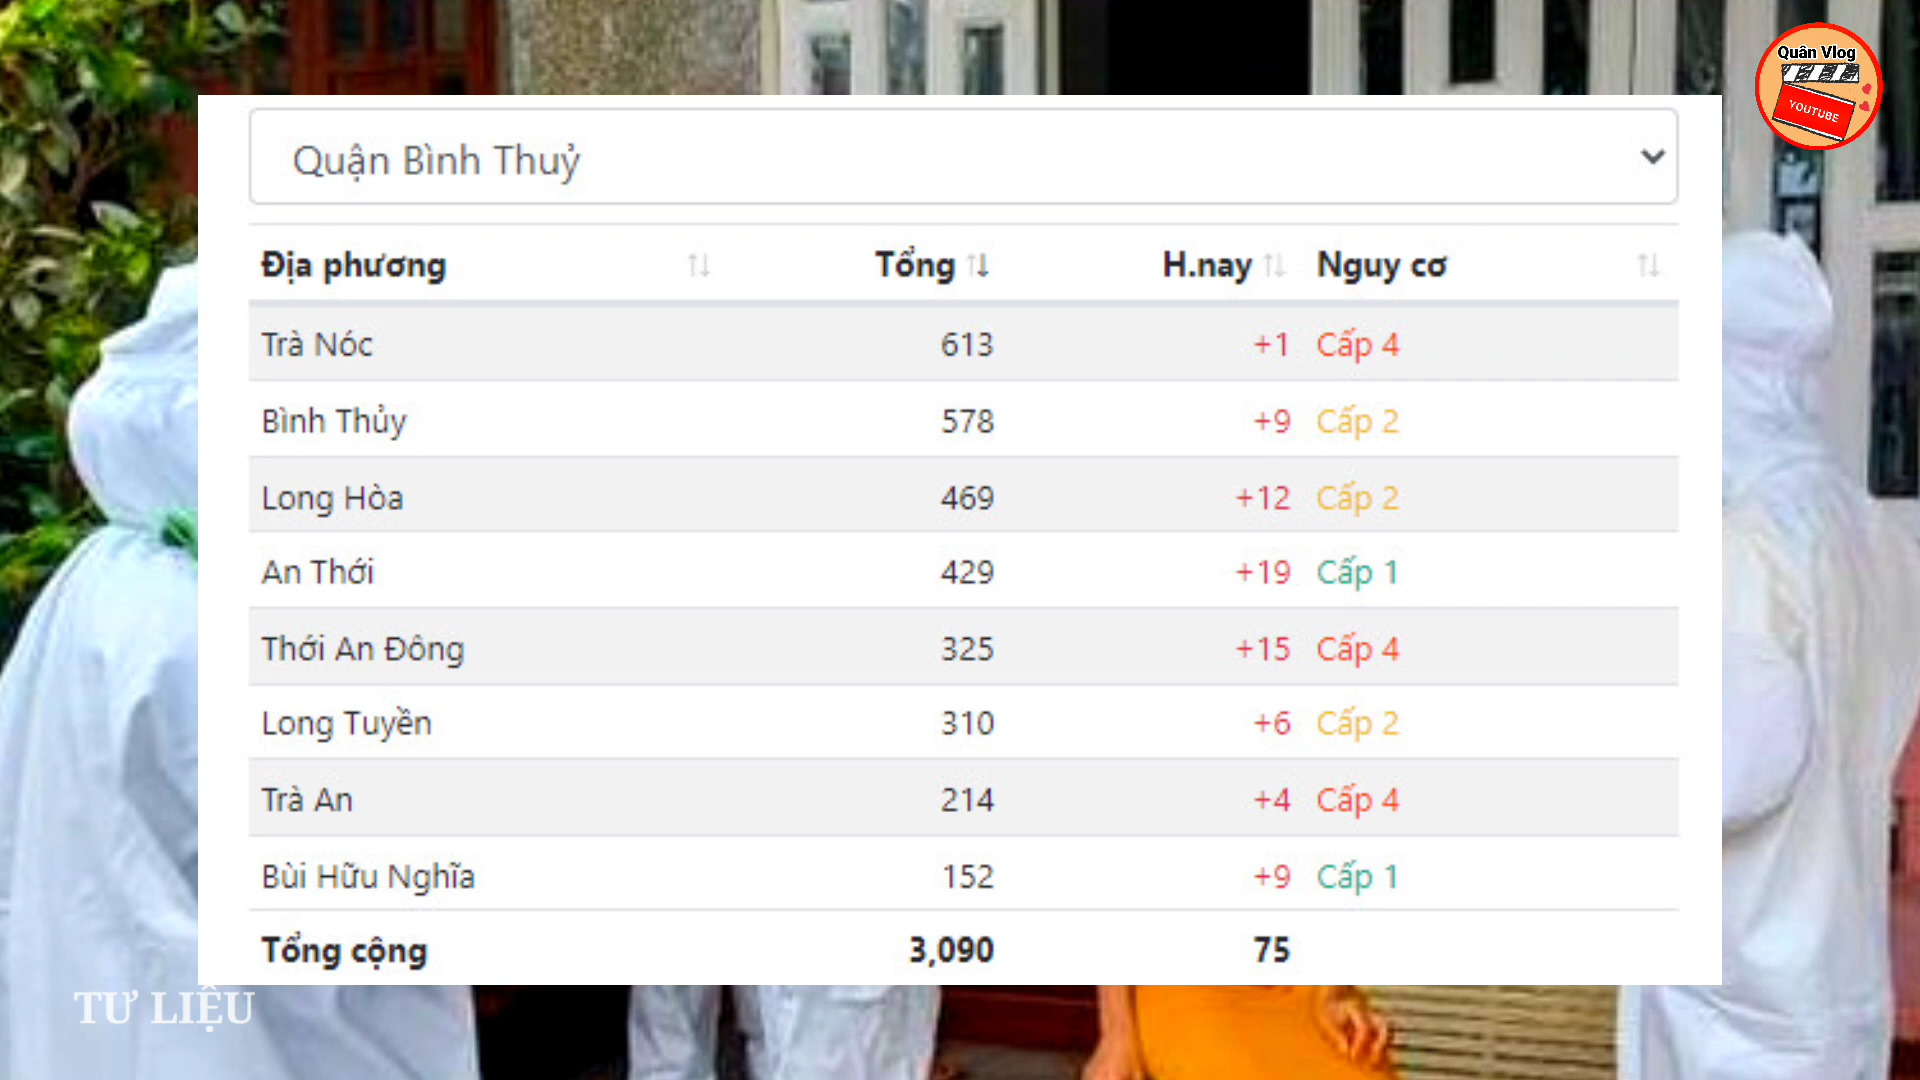 Quân Vlog
YOUTUBE
Quận Bình Thuỷ
Địa phương Tổng H.nay Nguy cơ
Trà Nóc 613 +1 Cấp 4
Bình Thủy 578 +9 Cấp 2
Long Hòa 469 +12 Cấp 2
An Thới 429 +19 Cấp 1
Thới An Đông 325 +15 Cấp 4
Long Tuyền 310 +6 Cấp 2
Trà An 214 +4 Cấp 4
Bùi Hữu Nghĩa 152 +9 Cấp 1
Tổng cộng 3,090 75
TƯ LIỆU